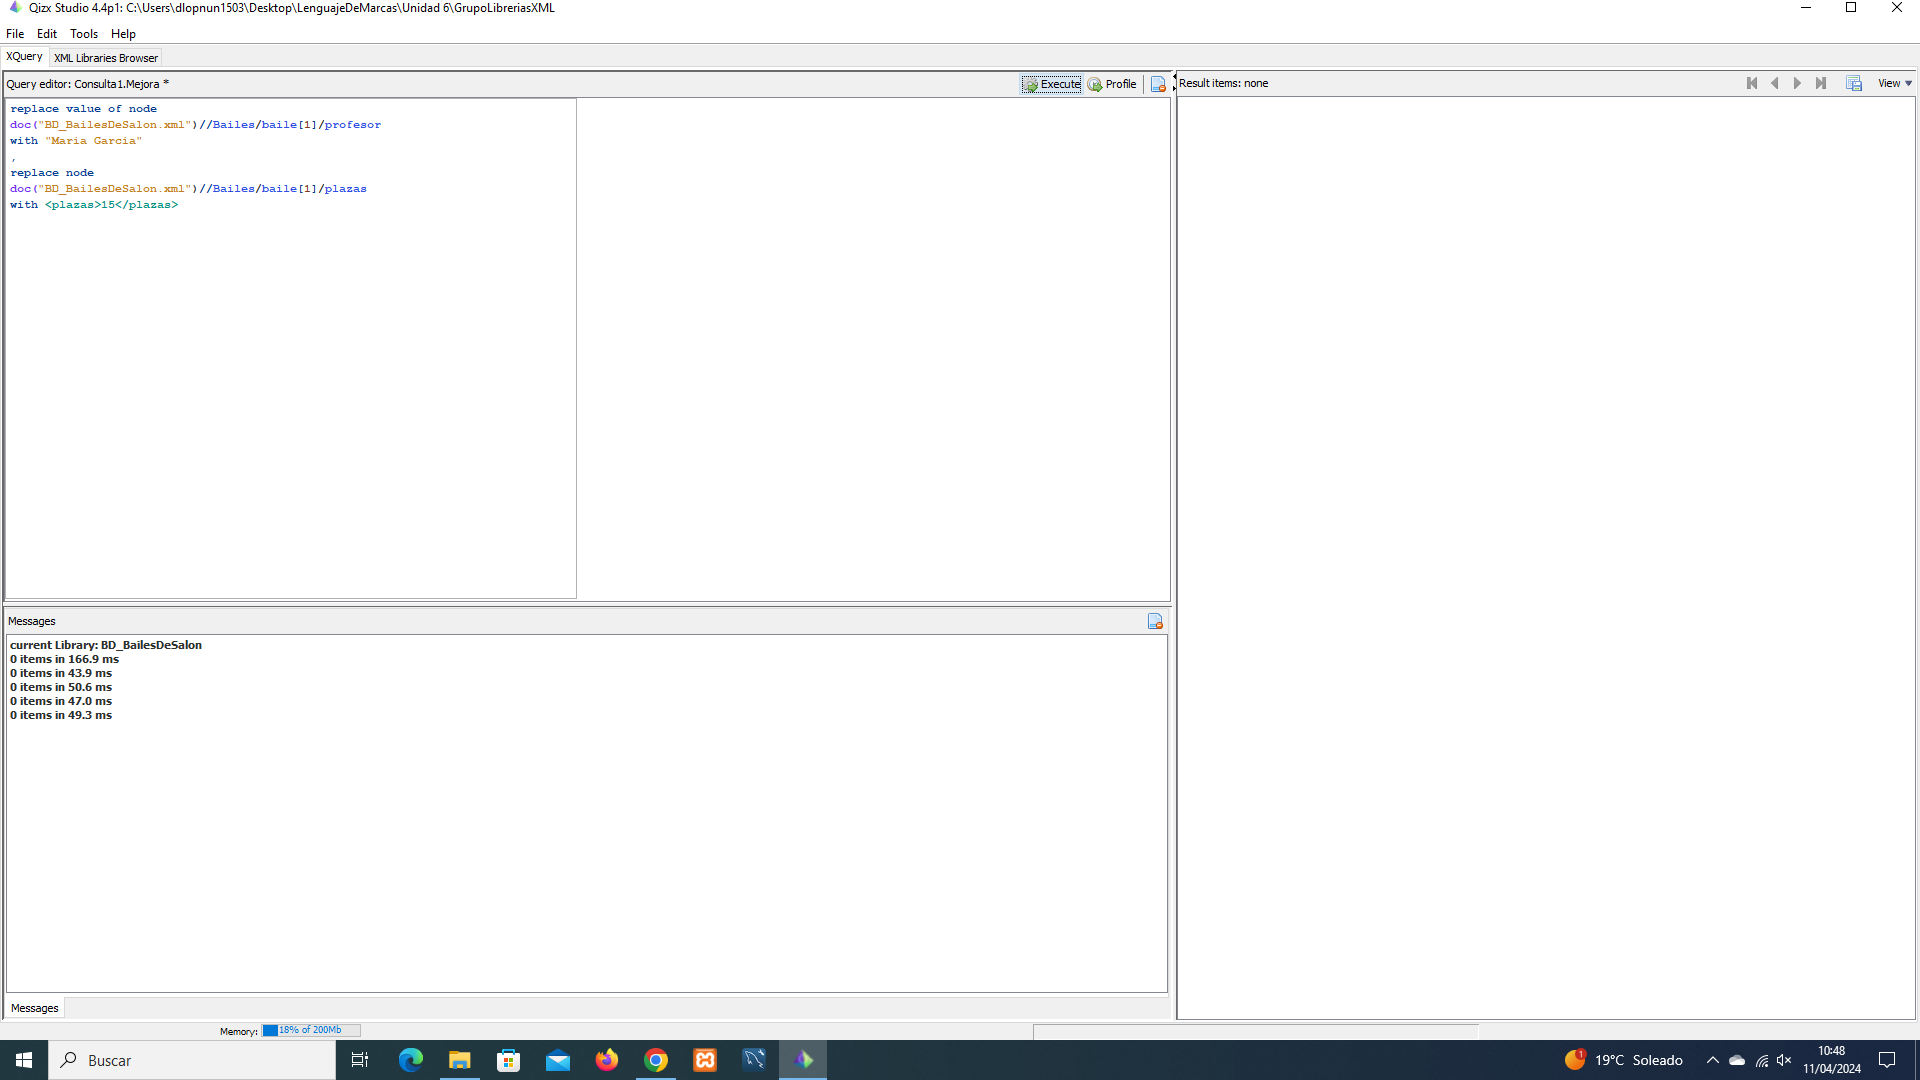 Qizx Studio 4.4p1: C:\Users\dlopnun1503\Desktop\LenguajeDeMarcas\Unidad 6\GrupoLibreriasXML
File Edit Tools Help
XQuery XML Libraries Browser
Query editor: Consulta1.Mejora * Execute Profile
replace value of node
doc("BD_BailesDeSalon.xml")//Bailes/baile[1]/profesor
with "Maria Garcia"
,
replace node
doc("BD_BailesDeSalon.xml")//Bailes/baile[1]/plazas
with <plazas>15</plazas>
Result items: none View
Messages
current Library: BD_BailesDeSalon
0 items in 166.9 ms
0 items in 43.9 ms
0 items in 50.6 ms
0 items in 47.0 ms
0 items in 49.3 ms
Messages
Memory: 18% of 200Mb
Buscar
1
19°C Soleado
10:48
11/04/2024